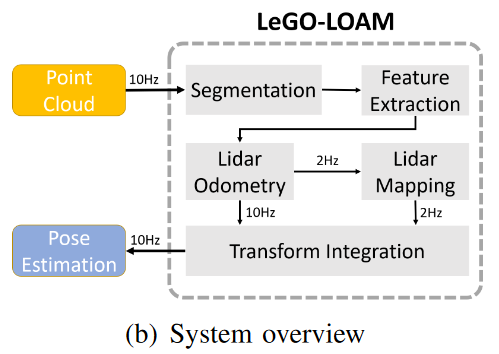 LeGO-LOAM
Point
Cloud
10Hz
Segmentation
Feature
Extraction
Lidar
Odometry
2Hz
Lidar
Mapping
10Hz
2Hz
Pose
Estimation
10Hz
Transform Integration
(b) System overview